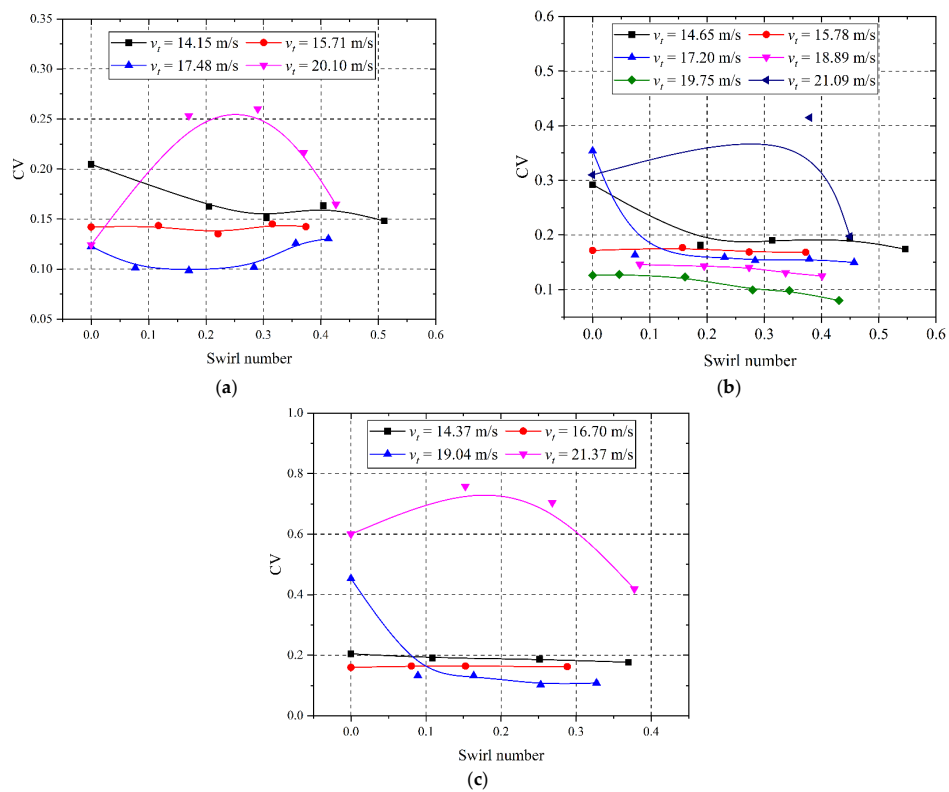 0.35
0.30
0.25
0.20
0.15
0.10
0.05
CV
v_t = 14.15 m/s
v_t = 15.71 m/s
v_t = 17.48 m/s
v_t = 20.10 m/s
0.0 0.1 0.2 0.3 0.4 0.5 0.6
Swirl number
(a)
0.6
0.5
0.4
0.3
0.2
0.1
CV
v_t = 14.65 m/s
v_t = 15.78 m/s
v_t = 17.20 m/s
v_t = 18.89 m/s
v_t = 19.75 m/s
v_t = 21.09 m/s
0.0 0.1 0.2 0.3 0.4 0.5 0.6
Swirl number
(b)
1.0
0.8
0.6
0.4
0.2
0.0
CV
v_t = 14.37 m/s
v_t = 16.70 m/s
v_t = 19.04 m/s
v_t = 21.37 m/s
0.0 0.1 0.2 0.3 0.4
Swirl number
(c)